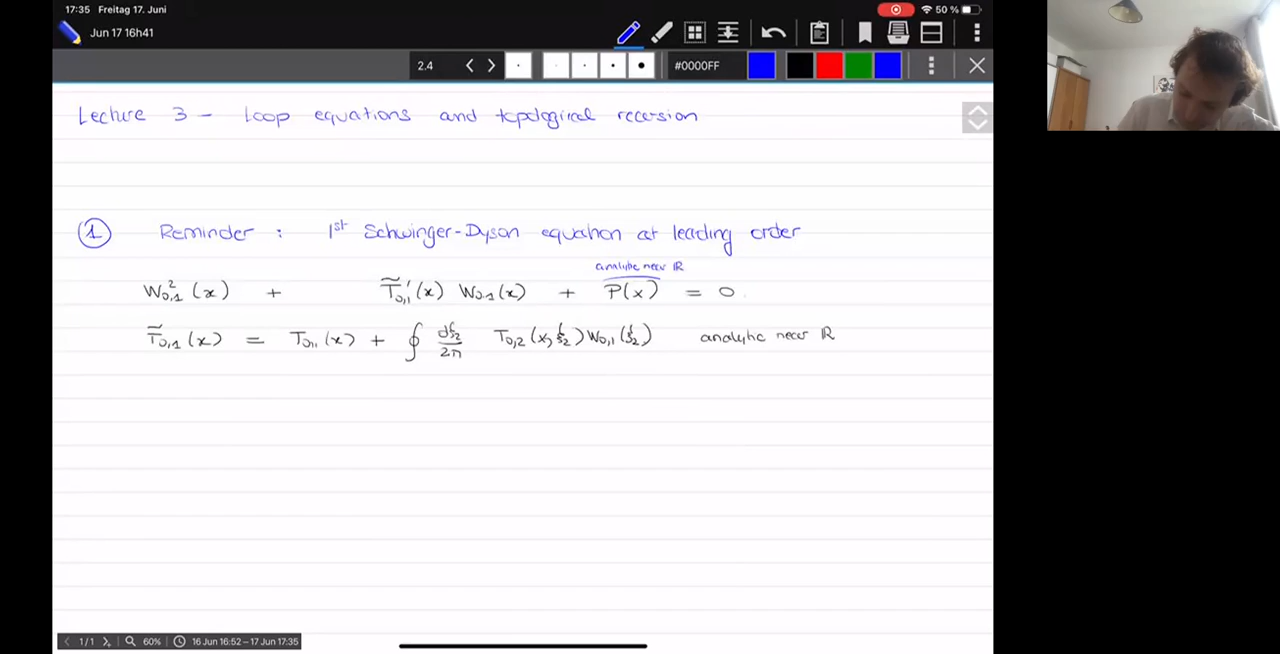 17:35 Freitag 17. Juni
50 %
Jun 17 16h41
2.4
#0000FF
Lecture 3 - Loop equations and topological recersion
① Reminder : 1st Schwinger-Dyson equation at leading order
analytic near ℝ
W₀,₁²(x) + T̃₀,₁'(x) W₀,₁(x) + P(x) = 0
T̃₀,₁(x) = T₀,₁(x) + ∮ dξ₂/2π T₀,₂(x, ξ₂) W₀,₁(ξ₂) analytic near ℝ
1/1 60% 16 Jun 16:52 – 17 Jun 17:35